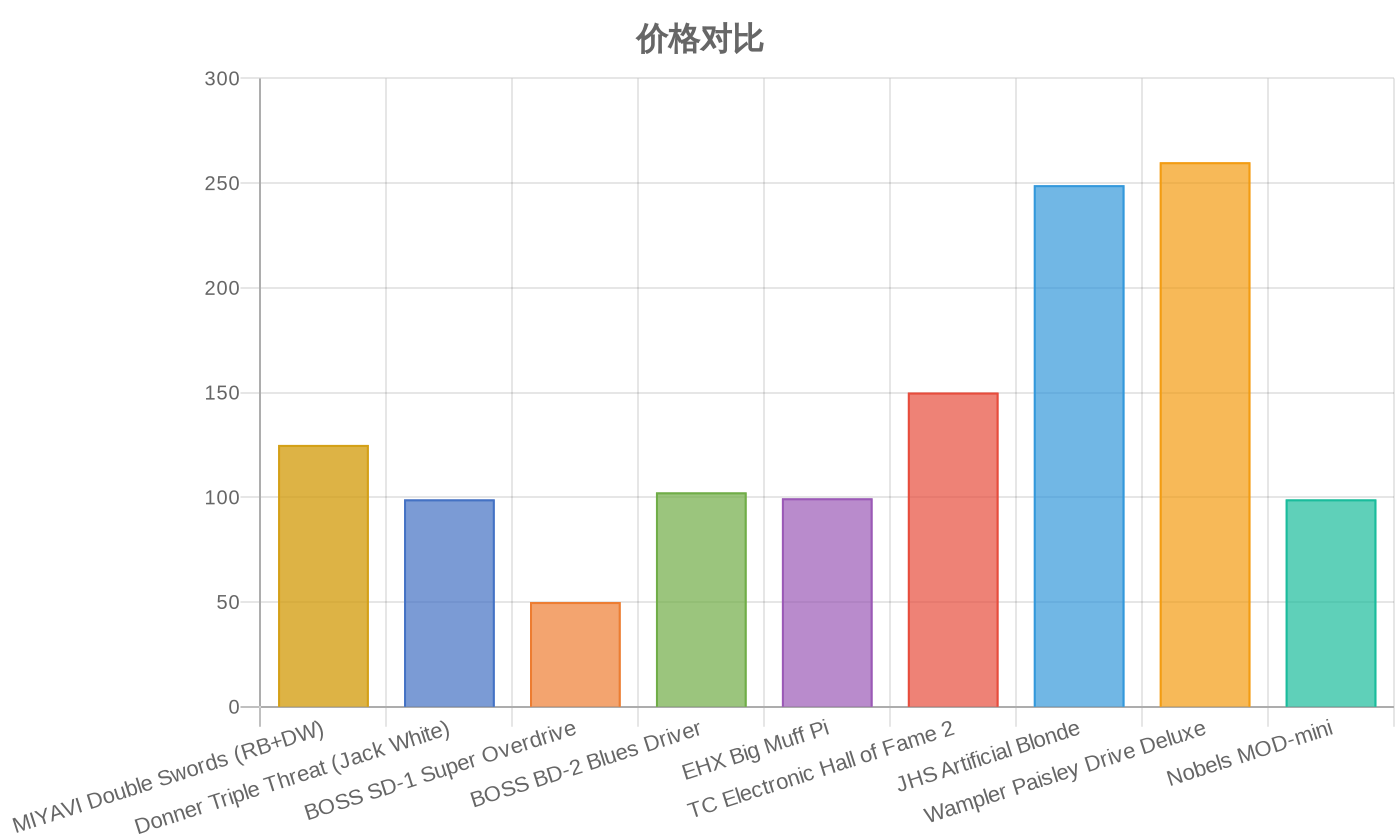 价格对比
300
250
200
150
100
50
0
MIYAVI Double Swords (RB+DW)
Donner Triple Threat (Jack White)
BOSS SD-1 Super Overdrive
BOSS BD-2 Blues Driver
EHX Big Muff Pi
TC Electronic Hall of Fame 2
JHS Artificial Blonde
Wampler Paisley Drive Deluxe
Nobels MOD-mini